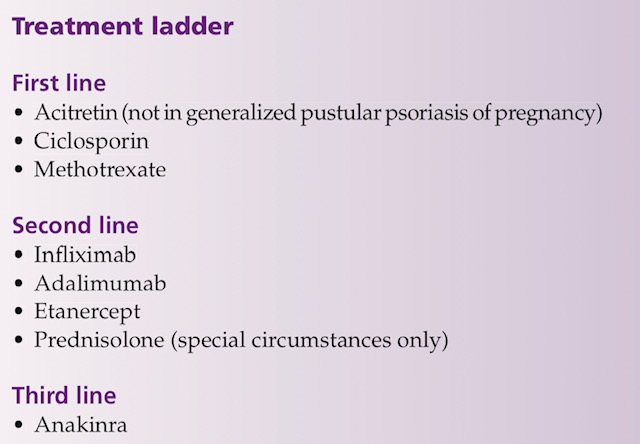 Treatment ladder
First line
• Acitretin (not in generalized pustular psoriasis of pregnancy)
• Ciclosporin
• Methotrexate
Second line
• Infliximab
• Adalimumab
• Etanercept
• Prednisolone (special circumstances only)
Third line
• Anakinra